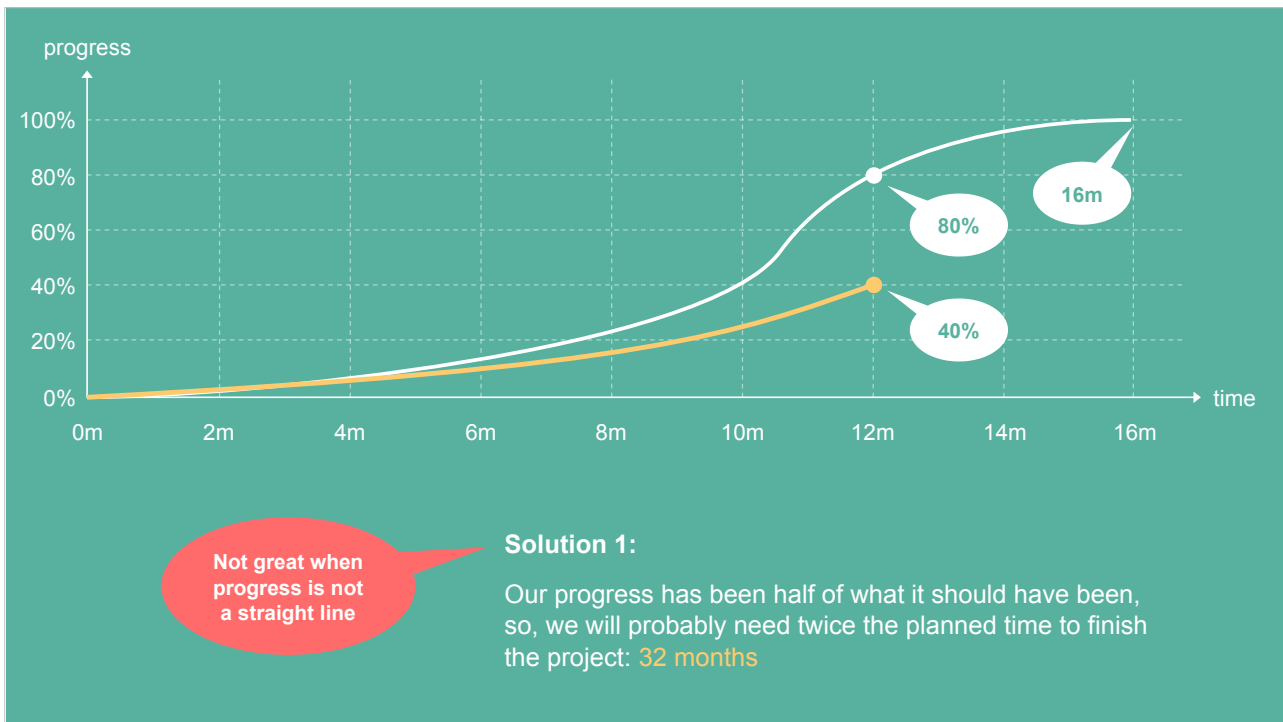 progress
100%
80%
60%
40%
20%
0%
0m
2m
4m
6m
8m
10m
12m
14m
16m
time
80%
40%
16m
Not great when
progress is not
a straight line
Solution 1:
Our progress has been half of what it should have been,
so, we will probably need twice the planned time to finish
the project: 32 months